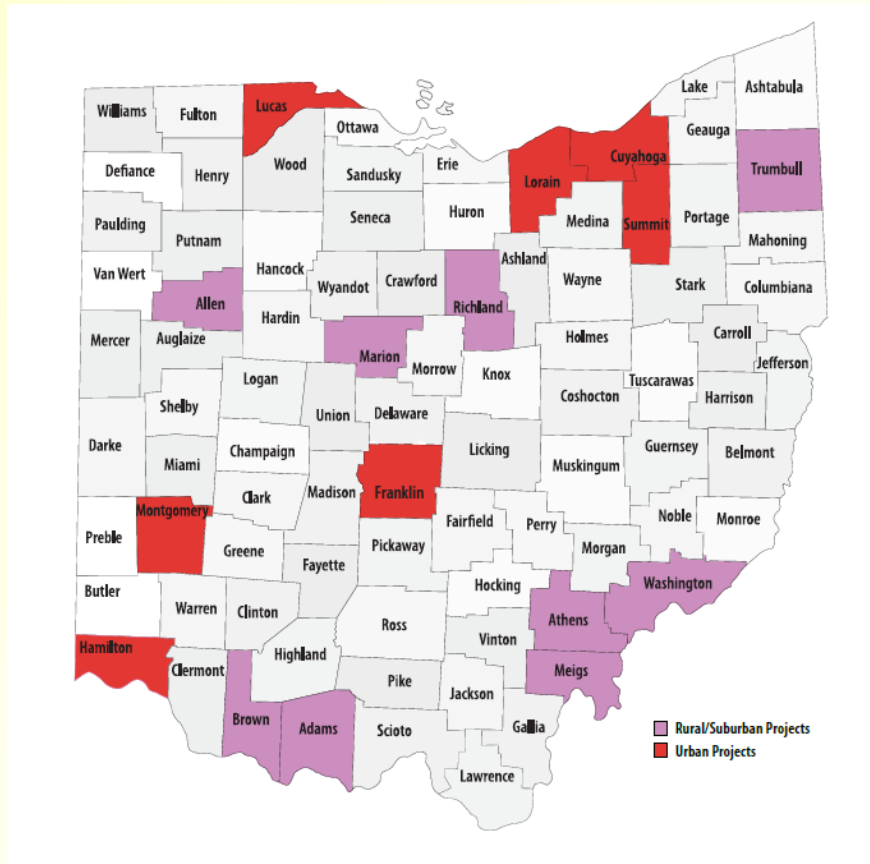 Williams
Fulton
Lucas
Ottawa
Lake
Ashtabula
Geauga
Cuyahoga
Defiance
Henry
Wood
Sandusky
Erie
Lorain
Trumbull
Paulding
Putnam
Seneca
Huron
Medina
Summit
Portage
Mahoning
Van Wert
Hancock
Wyandot
Crawford
Ashland
Wayne
Stark
Columbiana
Allen
Hardin
Richland
Mercer
Auglaize
Marion
Morrow
Holmes
Carroll
Jefferson
Logan
Knox
Tuscarawas
Harrison
Shelby
Union
Delaware
Coshocton
Darke
Miami
Champaign
Licking
Muskingum
Guernsey
Belmont
Clark
Madison
Franklin
Montgomery
Fairfield
Perry
Noble
Monroe
Preble
Greene
Fayette
Pickaway
Morgan
Hocking
Washington
Butler
Warren
Clinton
Ross
Athens
Vinton
Hamilton
Clermont
Highland
Pike
Meigs
Jackson
Brown
Adams
Scioto
Gallia
Lawrence
Rural/Suburban Projects
Urban Projects